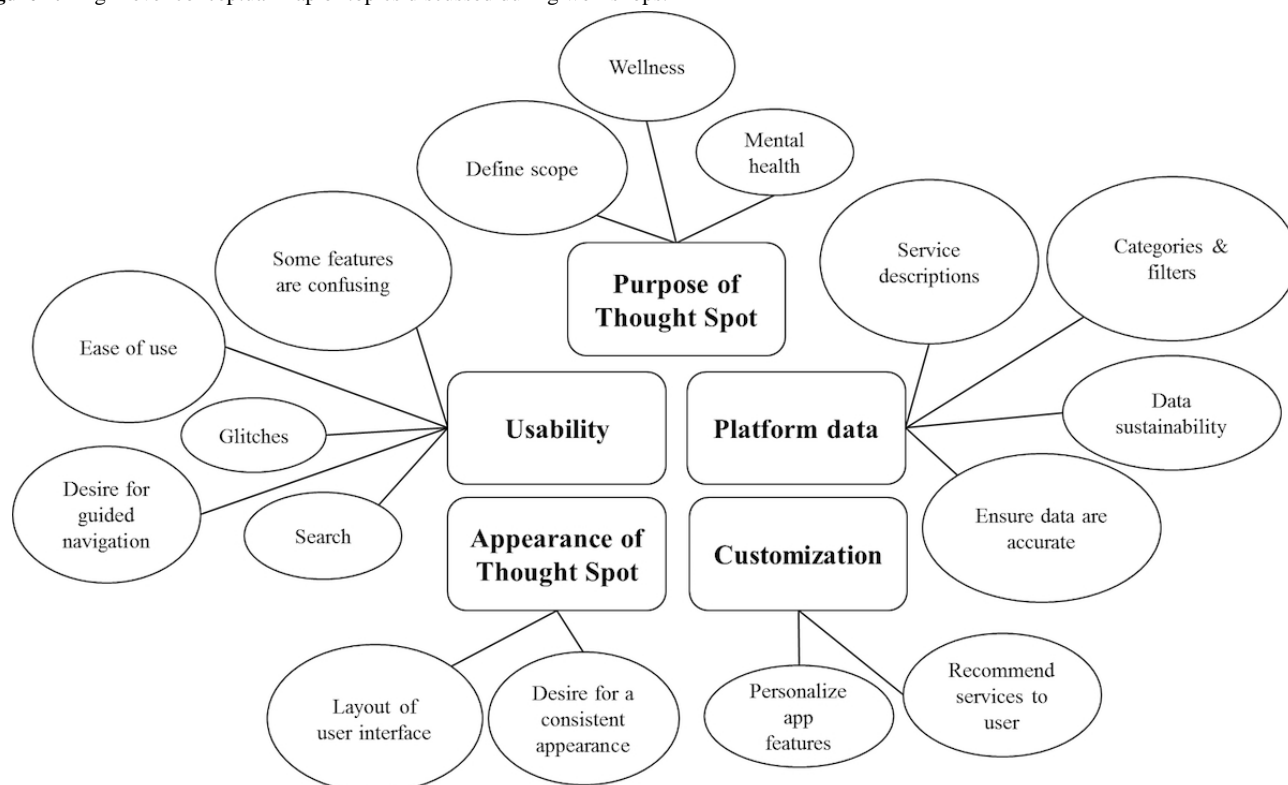 Wellness
Define scope
Mental
health
Purpose of
Thought Spot
Some features
are confusing
Ease of use
Glitches
Desire for
guided
navigation
Search
Usability
Platform data
Service
descriptions
Categories &
filters
Data
sustainability
Ensure data are
accurate
Appearance of
Thought Spot
Customization
Layout of
user interface
Desire for a
consistent
appearance
Personalize
app
features
Recommend
services to
user